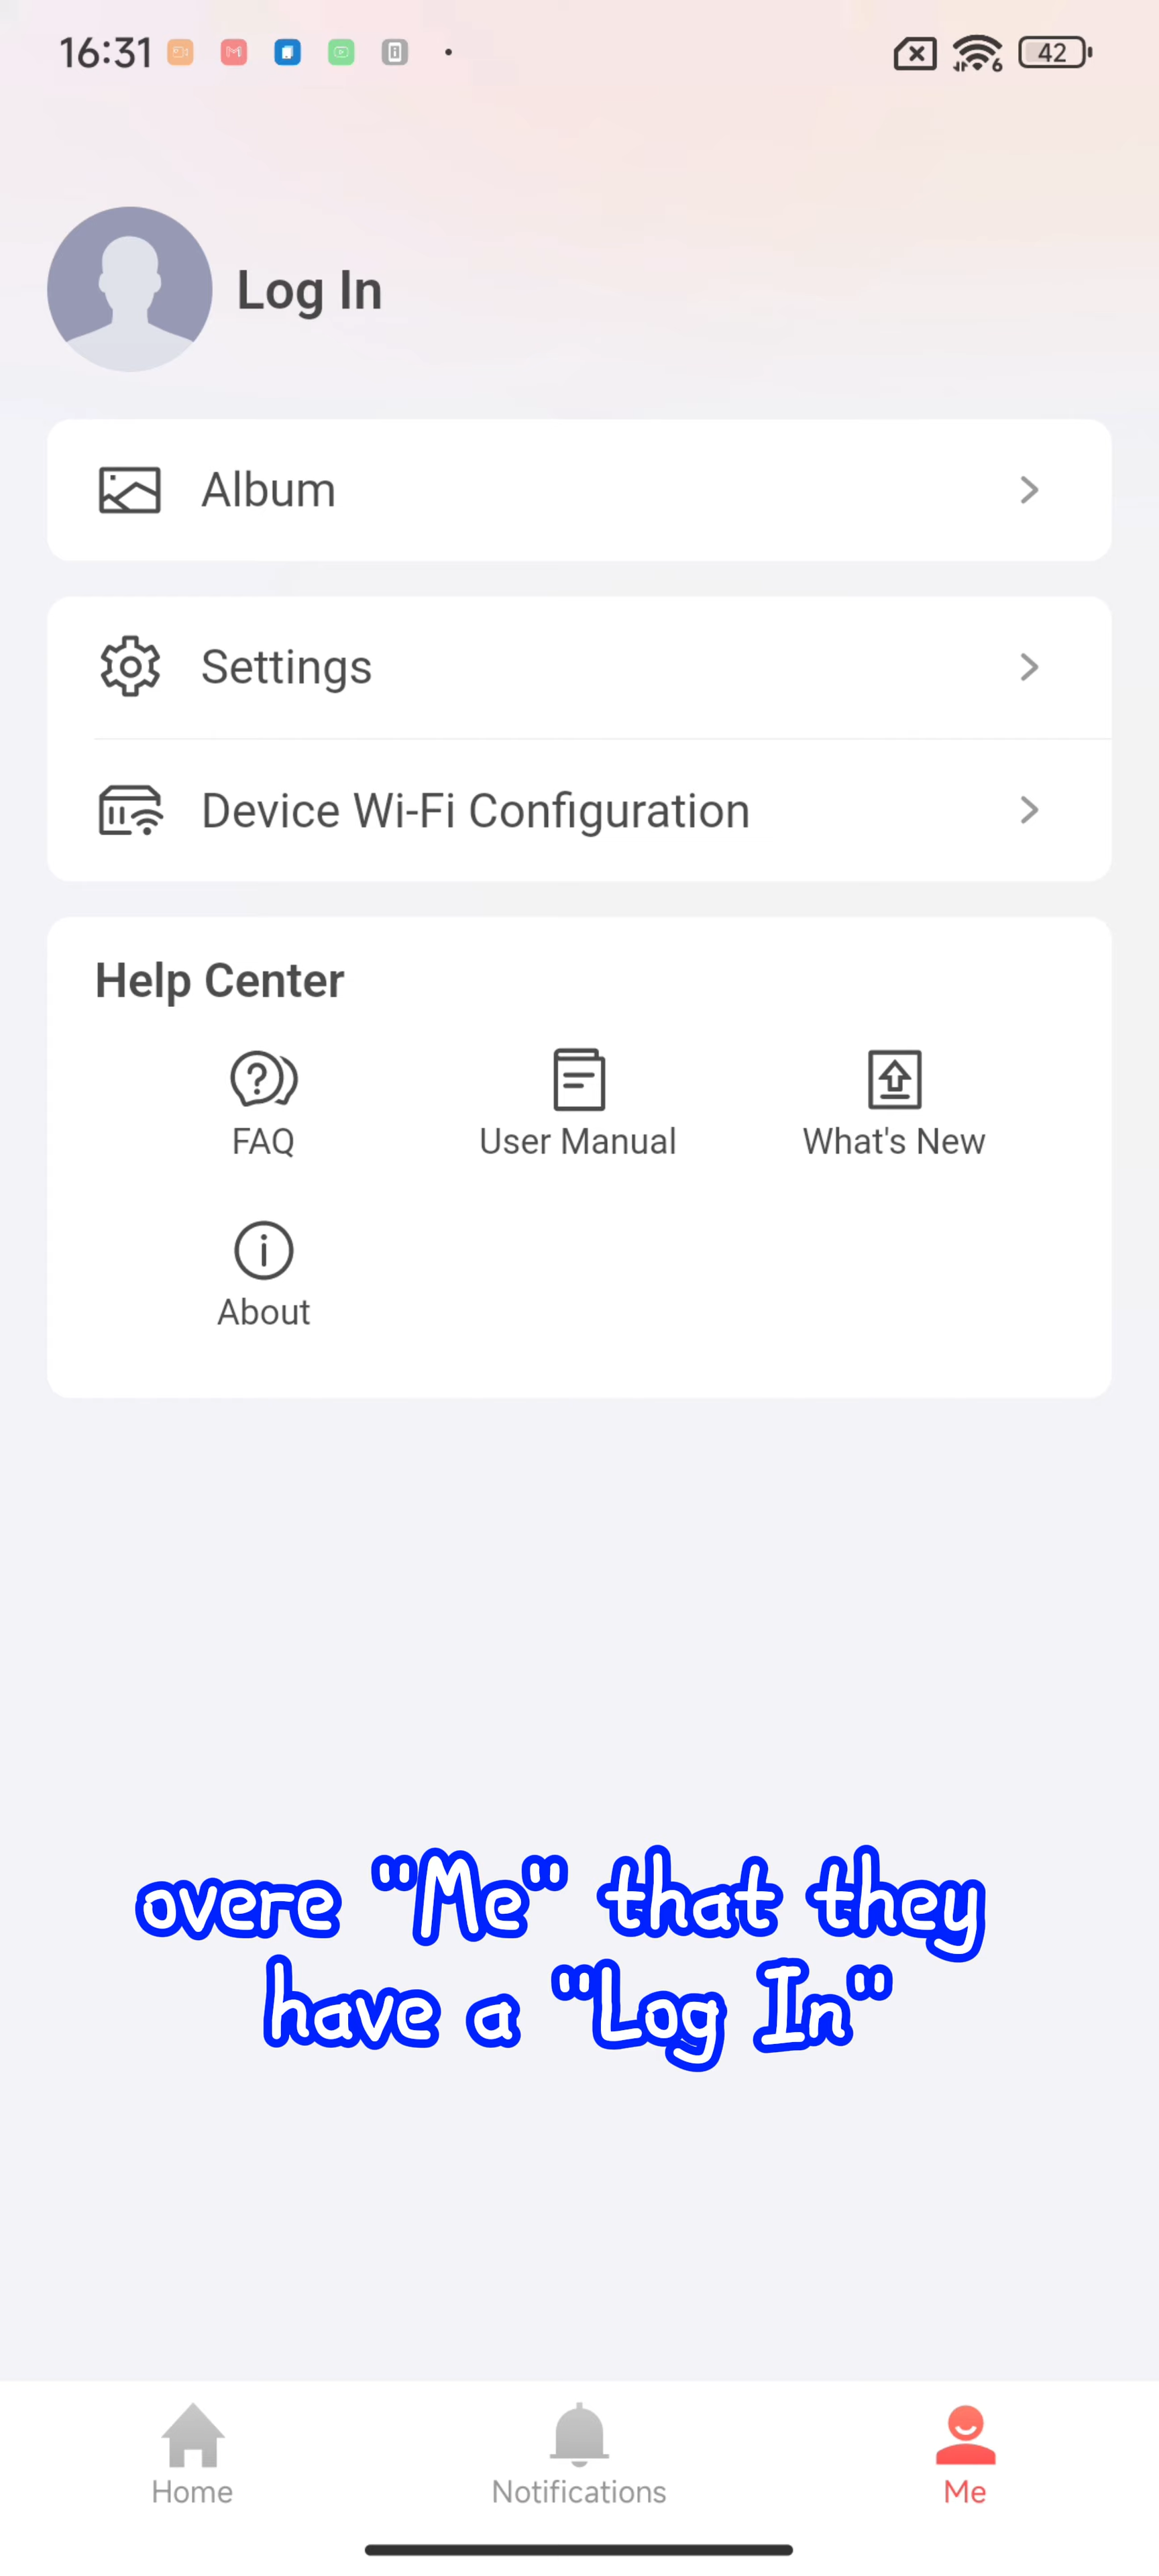 16:31
6
42
Log In
Album
Settings
Device Wi-Fi Configuration
Help Center
FAQ
User Manual
What's New
About
overe "Me" that they
have a "Log In"
Home
Notifications
Me